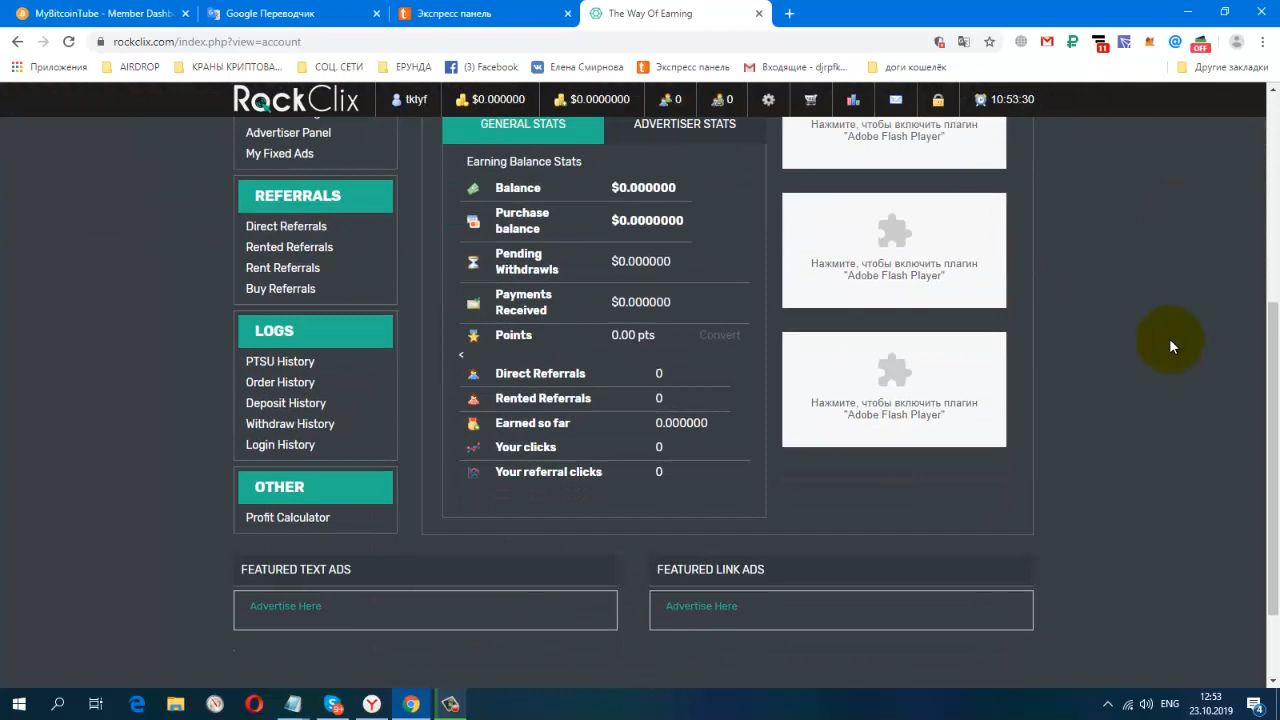 MyBitcoinTube - Member Dashb
Google Переводчик
Экспресс панель
The Way Of Earning
rockclix.com/index.php?view=account
11
OFF
Приложения
AIRDROP
КРАНЫ КРИПТОВА...
СОЦ. СЕТИ
ЕРУНДА
(3) Facebook
Елена Смирнова
Экспресс панель
Входящие - djrpfk...
доги кошелёк
Другие закладки
RockClix
tktyf
$0.000000
$0.0000000
0
0
10:53:30
Advertiser Panel
My Fixed Ads
REFERRALS
Direct Referrals
Rented Referrals
Rent Referrals
Buy Referrals
LOGS
PTSU History
Order History
Deposit History
Withdraw History
Login History
OTHER
Profit Calculator
GENERAL STATS
ADVERTISER STATS
Earning Balance Stats
Balance $0.000000
Purchase balance $0.0000000
Pending Withdrawls $0.000000
Payments Received $0.000000
Points 0.00 pts Convert
<
Direct Referrals 0
Rented Referrals 0
Earned so far 0.000000
Your clicks 0
Your referral clicks 0
Нажмите, чтобы включить плагин
"Adobe Flash Player"
Нажмите, чтобы включить плагин
"Adobe Flash Player"
Нажмите, чтобы включить плагин
"Adobe Flash Player"
FEATURED TEXT ADS
Advertise Here
FEATURED LINK ADS
Advertise Here
ENG
12:53
23.10.2019